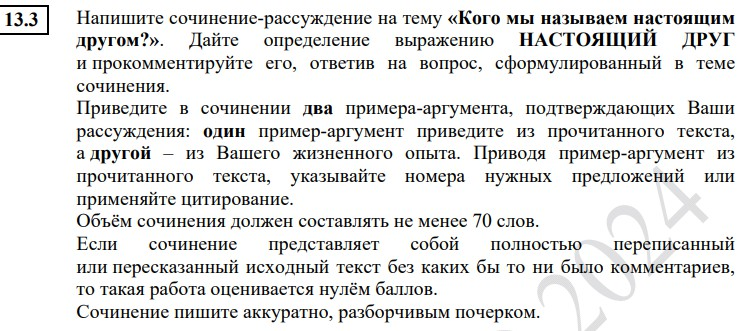 13.3
Напишите сочинение-рассуждение на тему «Кого мы называем настоящим
другом?». Дайте определение выражению НАСТОЯЩИЙ ДРУГ
и прокомментируйте его, ответив на вопрос, сформулированный в теме
сочинения.
Приведите в сочинении два примера-аргумента, подтверждающих Ваши
рассуждения: один пример-аргумент приведите из прочитанного текста,
а другой – из Вашего жизненного опыта. Приводя пример-аргумент из
прочитанного текста, указывайте номера нужных предложений или
применяйте цитирование.
Объём сочинения должен составлять не менее 70 слов.
Если сочинение представляет собой полностью переписанный
или пересказанный исходный текст без каких бы то ни было комментариев,
то такая работа оценивается нулём баллов.
Сочинение пишите аккуратно, разборчивым почерком.
2024